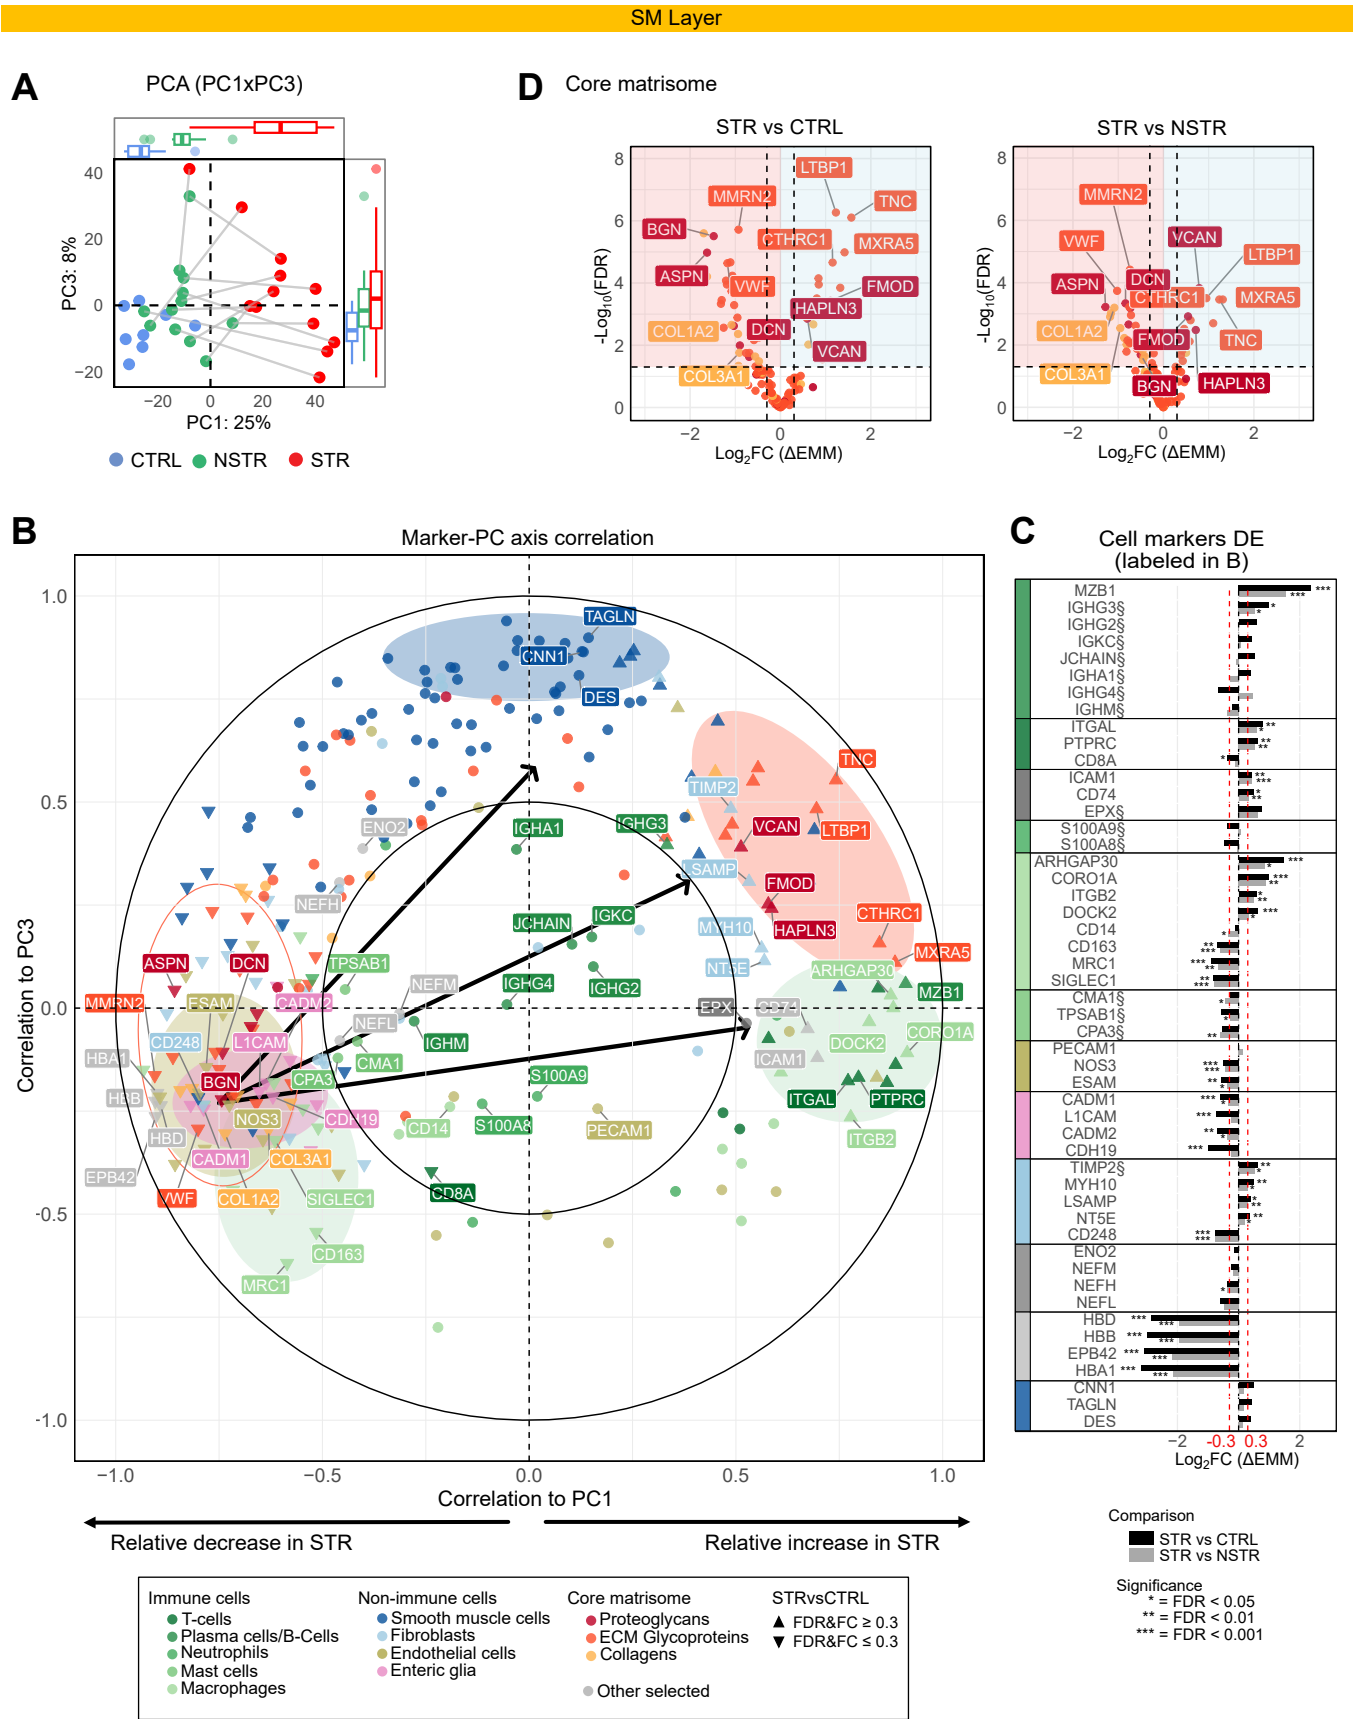 SM Layer
A
PCA (PC1xPC3)
PC3: 8%
40
20
0
−20
−20 0 20 40
PC1: 25%
CTRL NSTR STR
D Core matrisome
STR vs CTRL
-Log10(FDR)
8
6
4
2
0
LTBP1
MMRN2
TNC
BGN
CTHRC1
MXRA5
ASPN
VWF
FMOD
HAPLN3
COL1A2
DCN
VCAN
COL3A1
−2 0 2
Log2FC (ΔEMM)
STR vs NSTR
-Log10(FDR)
8
6
4
2
0
MMRN2
VWF
VCAN
LTBP1
ASPN
DCN
CTHRC1
MXRA5
COL1A2
FMOD
TNC
COL3A1
BGN
HAPLN3
−2 0 2
Log2FC (ΔEMM)
B
Marker-PC axis correlation
Correlation to PC3
1.0
0.5
0.0
-0.5
-1.0
TAGLN
CNN1
DES
TNC
TIMP2
ENO2
IGHA1
IGHG3
VCAN
LTBP1
LSAMP
NEFH
FMOD
JCHAIN
IGKC
CTHRC1
MYH10
HAPLN3
ASPN
DCN
TPSAB1
NT5E
ARHGAP30
MXRA5
MMRN2
ESAM
CADM2
NEFM
IGHG4
IGHG2
MZB1
EPX
CD74
CD248
L1CAM
NEFL
IGHM
DOCK2
CORO1A
HBA1
CMA1
ICAM1
BGN
CPA3
S100A9
HBB
NOS3
CDH19
ITGAL
PTPRC
HBD
CD14
S100A8
PECAM1
ITGB2
CADM1
COL3A1
EPB42
VWF
COL1A2
SIGLEC1
CD8A
CD163
MRC1
−1.0 −0.5 0.0 0.5 1.0
Correlation to PC1
Relative decrease in STR
Relative increase in STR
Immune cells
T-cells
Plasma cells/B-Cells
Neutrophils
Mast cells
Macrophages
Non-immune cells
Smooth muscle cells
Fibroblasts
Endothelial cells
Enteric glia
Core matrisome
Proteoglycans
ECM Glycoproteins
Collagens
Other selected
STRvsCTRL
FDR&FC ≥ 0.3
FDR&FC ≤ 0.3
C
Cell markers DE
(labeled in B)
MZB1 *** ***
IGHG3§ * *
IGHG2§
IGKC§
JCHAIN§
IGHA1§
IGHG4§
IGHM§
ITGAL ** *
PTPRC ** **
CD8A *
ICAM1 ** ***
CD74 * **
EPX§
S100A9§
S100A8§
ARHGAP30 *** *
CORO1A *** **
ITGB2 * **
DOCK2 *** *
CD14 *
CD163 ** ***
MRC1 *** **
SIGLEC1 ** ***
CMA1§ *
TPSAB1§ *
CPA3§ **
PECAM1
NOS3 *** ***
ESAM ** *
CADM1 *** *
L1CAM ***
CADM2 ** *
CDH19 ***
TIMP2§ ** *
MYH10 ** *
LSAMP * **
NT5E ** *
CD248 *** ***
ENO2
NEFM
NEFH *
NEFL
HBD *** ***
HBB *** ***
EPB42 *** ***
HBA1 *** ***
CNN1
TAGLN
DES
−2 -0.3 0.3 2
Log2FC (ΔEMM)
Comparison
STR vs CTRL
STR vs NSTR
Significance
* = FDR < 0.05
** = FDR < 0.01
*** = FDR < 0.001